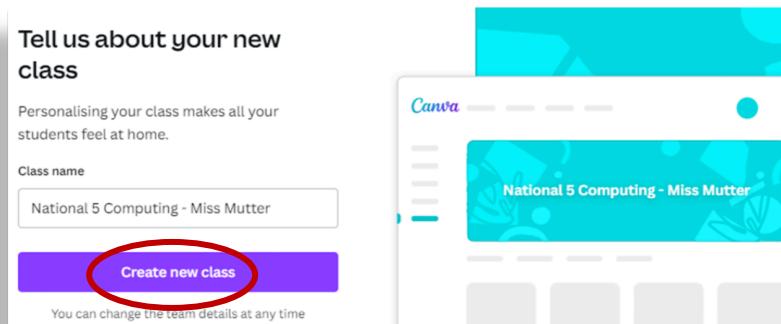 Tell us about your new
class
Personalising your class makes all your
students feel at home.
Class name
National 5 Computing - Miss Mutter
Create new class
You can change the team details at any time
Canva
National 5 Computing - Miss Mutter